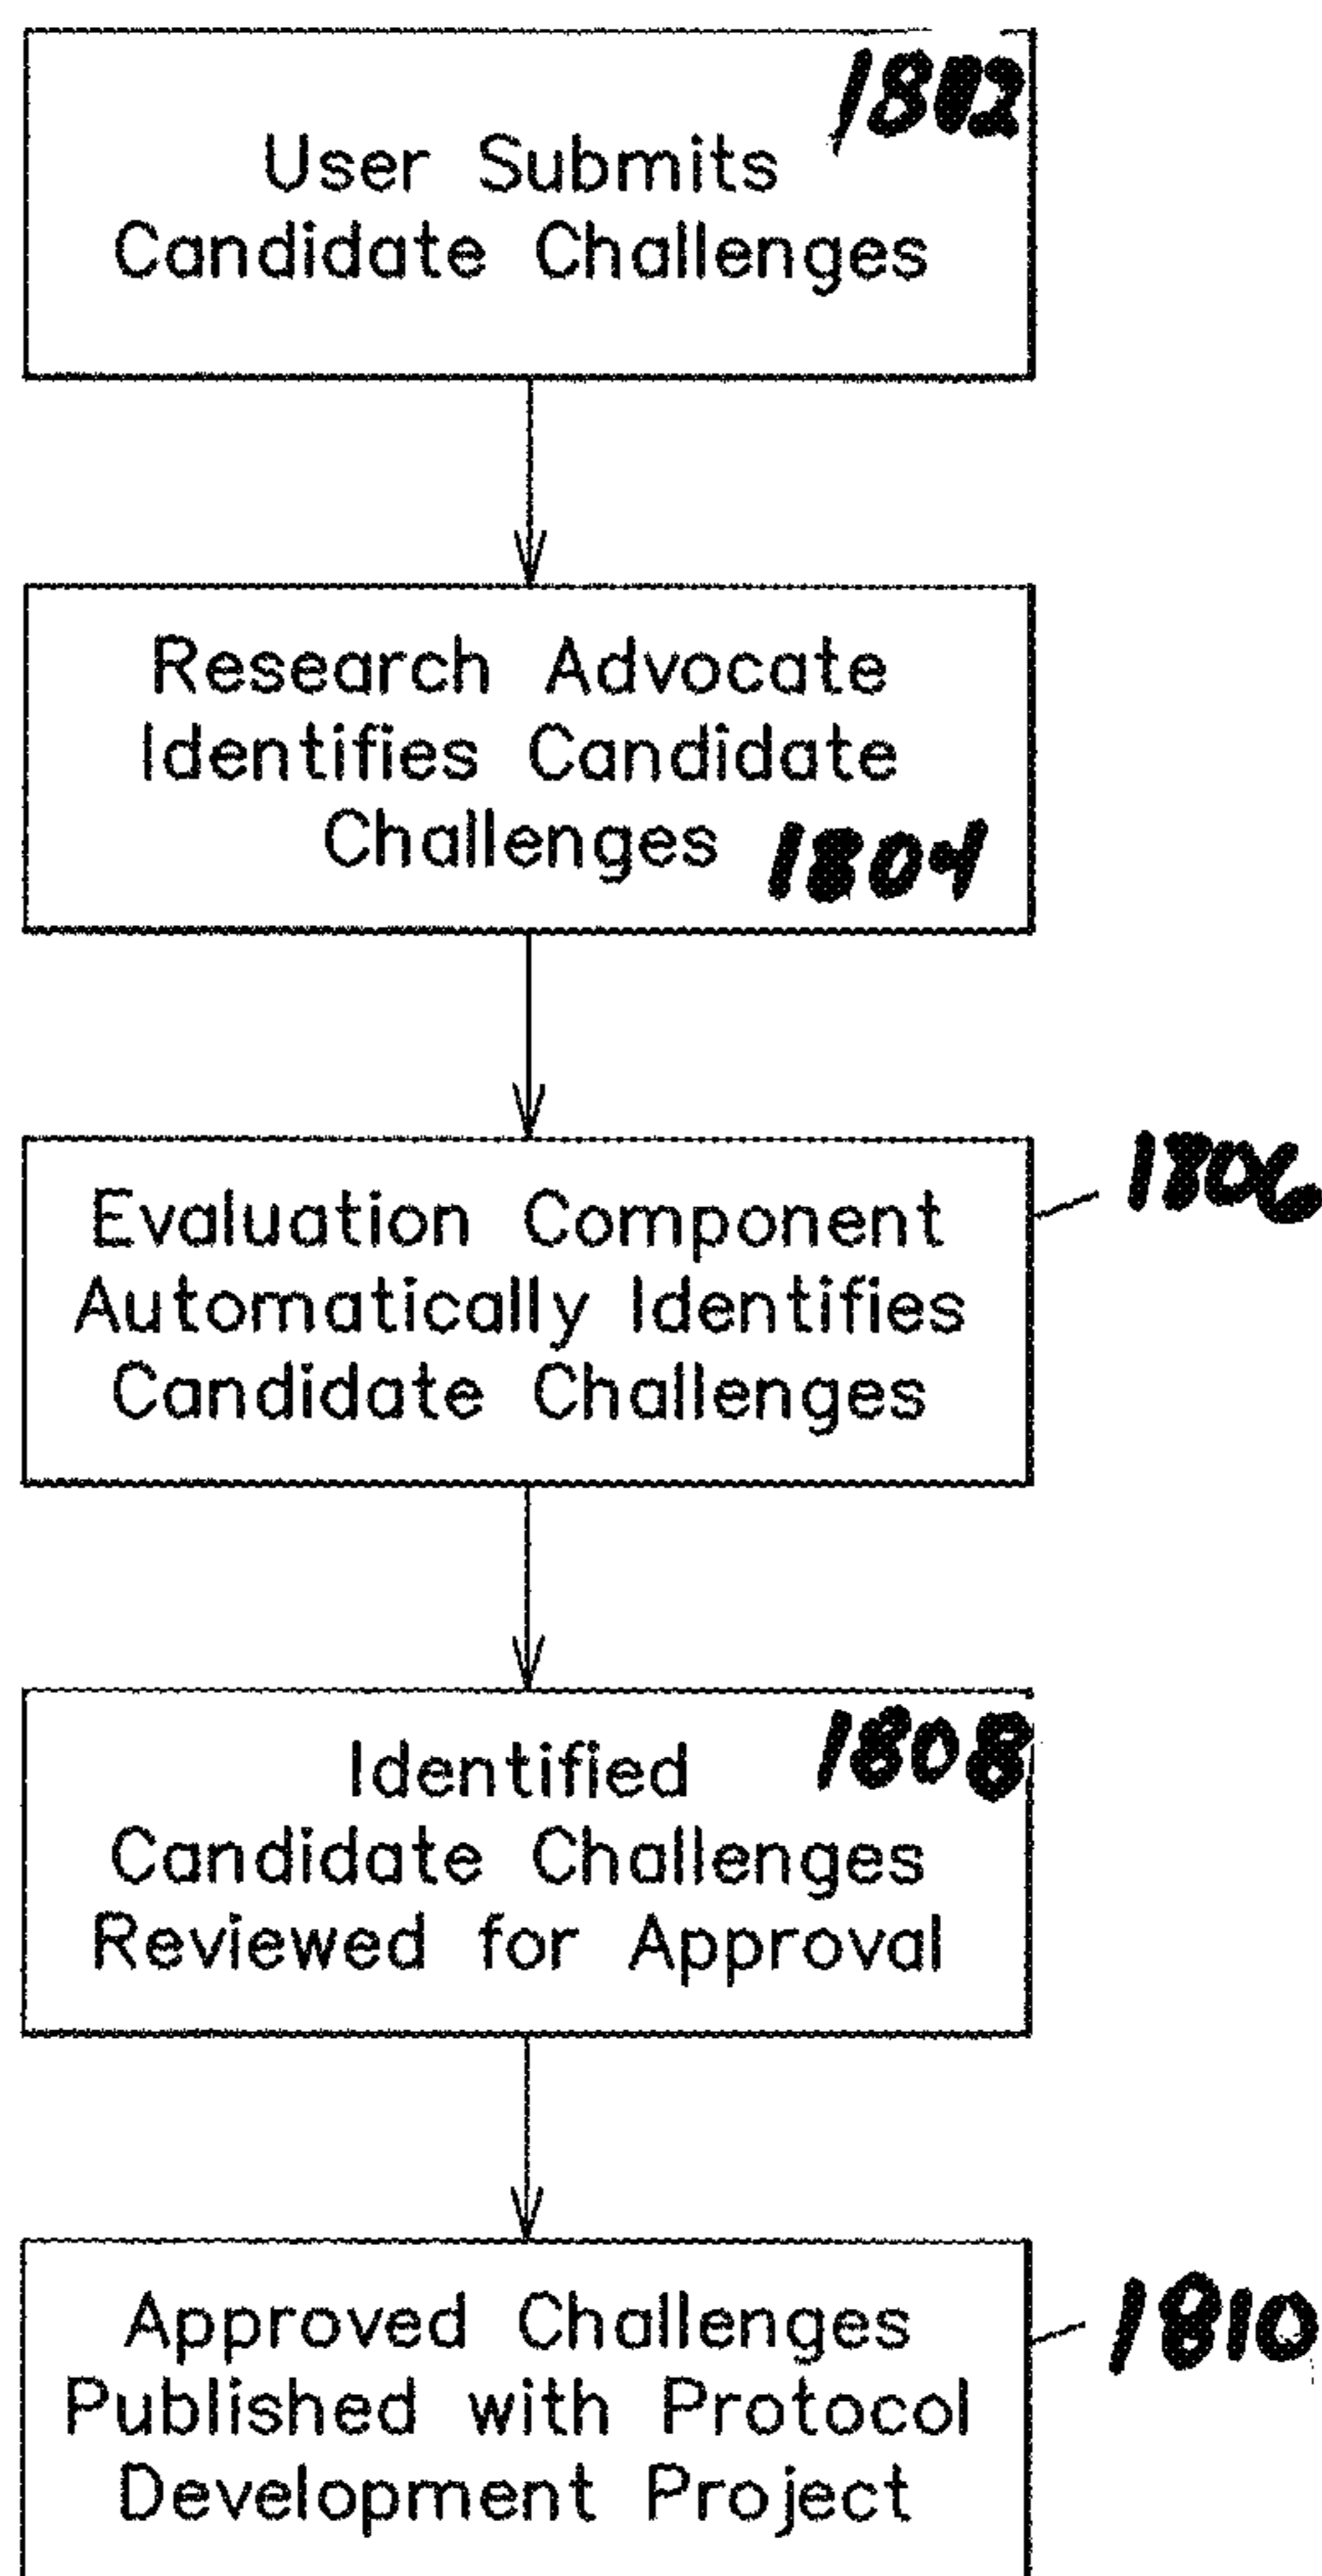 1802
User Submits
Candidate Challenges
Research Advocate
Identifies Candidate
Challenges 1804
Evaluation Component
Automatically Identifies
Candidate Challenges
1806
Identified 1808
Candidate Challenges
Reviewed for Approval
Approved Challenges
Published with Protocol
Development Project
1810